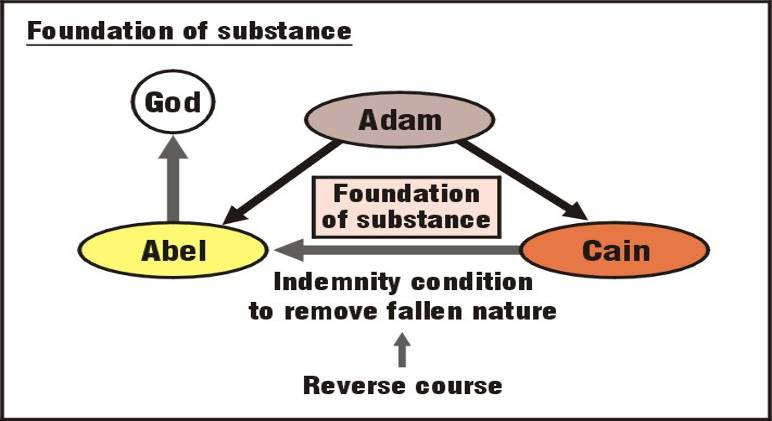 Foundation of substance
God
Adam
Foundation
of substance
Abel
Cain
Indemnity condition
to remove fallen nature
Reverse course